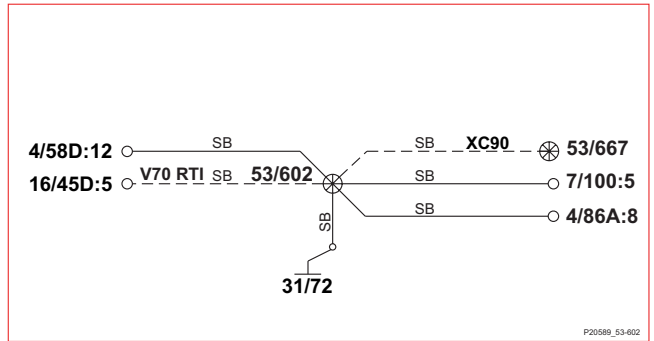 SB SB XC90 53/667
4/58D:12
V70 RTI SB 53/602 SB 7/100:5
16/45D:5
SB 4/86A:8
SB
31/72
P20589_53-602